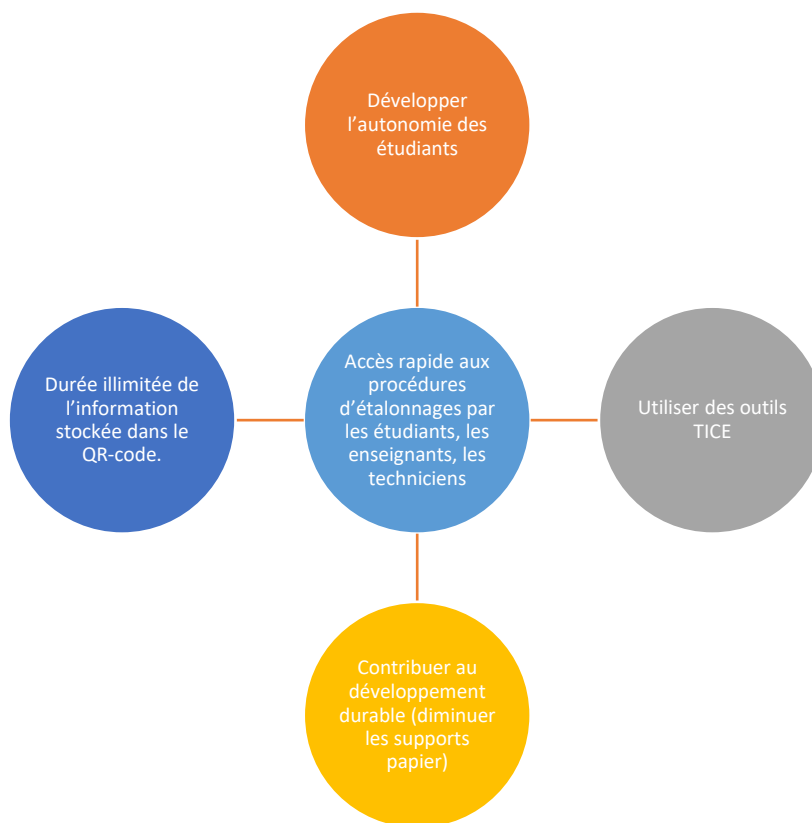 Développer
l’autonomie des
étudiants
Durée illimitée de
l’information
stockée dans le
QR-code.
Accès rapide aux
procédures
d’étalonnages par
les étudiants, les
enseignants, les
techniciens
Utiliser des outils
TICE
Contribuer au
développement
durable (diminuer
les supports
papier)